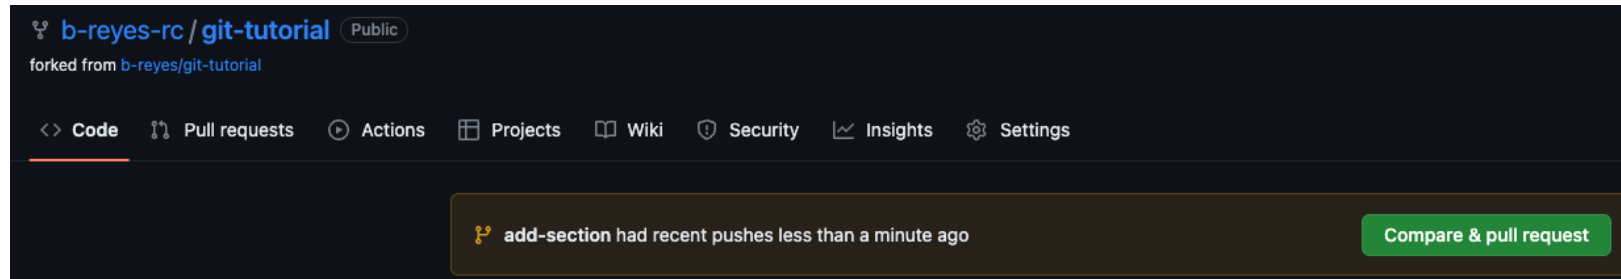 b-reyes-rc / git-tutorial Public
forked from b-reyes/git-tutorial
<> Code Pull requests Actions Projects Wiki Security Insights Settings
add-section had recent pushes less than a minute ago Compare & pull request